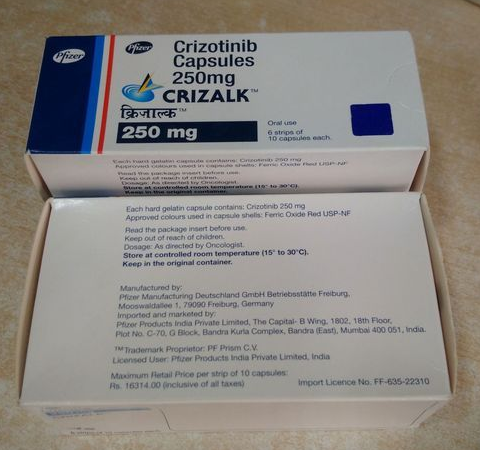 Pfizer
Pfizer
Crizotinib
Capsules
250mg
CRIZALK™
क्रिज़ाल्क™
250 mg
Oral use
6 strips of
10 capsules each.
Each hard gelatin capsule contains: Crizotinib 250 mg
Approved colours used in capsule shells: Ferric Oxide Red USP-NF
Read the package insert before use.
Keep out of reach of children.
Dosage: As directed by Oncologist.
Store at controlled room temperature (15° to 30°C).
Each hard gelatin capsule contains: Crizotinib 250 mg
Approved colours used in capsule shells: Ferric Oxide Red USP-NF
Read the package insert before use.
Keep out of reach of children.
Dosage: As directed by Oncologist.
Store at controlled room temperature (15° to 30°C).
Keep in the original container.
Manufactured by:
Pfizer Manufacturing Deutschland GmbH Betriebsstätte Freiburg,
Mooswaldallee 1, 79090 Freiburg, Germany
Imported and marketed by:
Pfizer Products India Private Limited, The Capital- B Wing, 1802, 18th Floor,
Plot No. C-70, G Block, Bandra Kurla Complex, Bandra (East), Mumbai 400 051, India.
™Trademark Proprietor: PF Prism C.V.
Licensed User: Pfizer Products India Private Limited, India
Maximum Retail Price per strip of 10 capsules:
Rs. 16314.00 (inclusive of all taxes)
Import Licence No. FF-635-22310